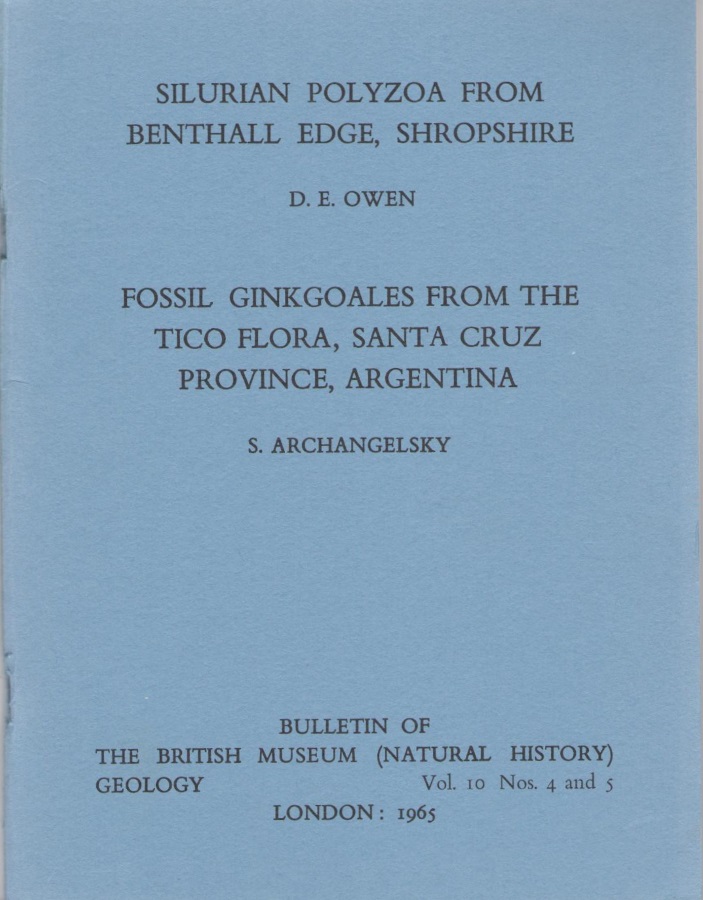 SILURIAN POLYZOA FROM
BENTHALL EDGE, SHROPSHIRE
D. E. OWEN
FOSSIL GINKGOALES FROM THE
TICO FLORA, SANTA CRUZ
PROVINCE, ARGENTINA
S. ARCHANGELSKY
BULLETIN OF
THE BRITISH MUSEUM (NATURAL HISTORY)
GEOLOGY Vol. 10 Nos. 4 and 5
LONDON: 1965